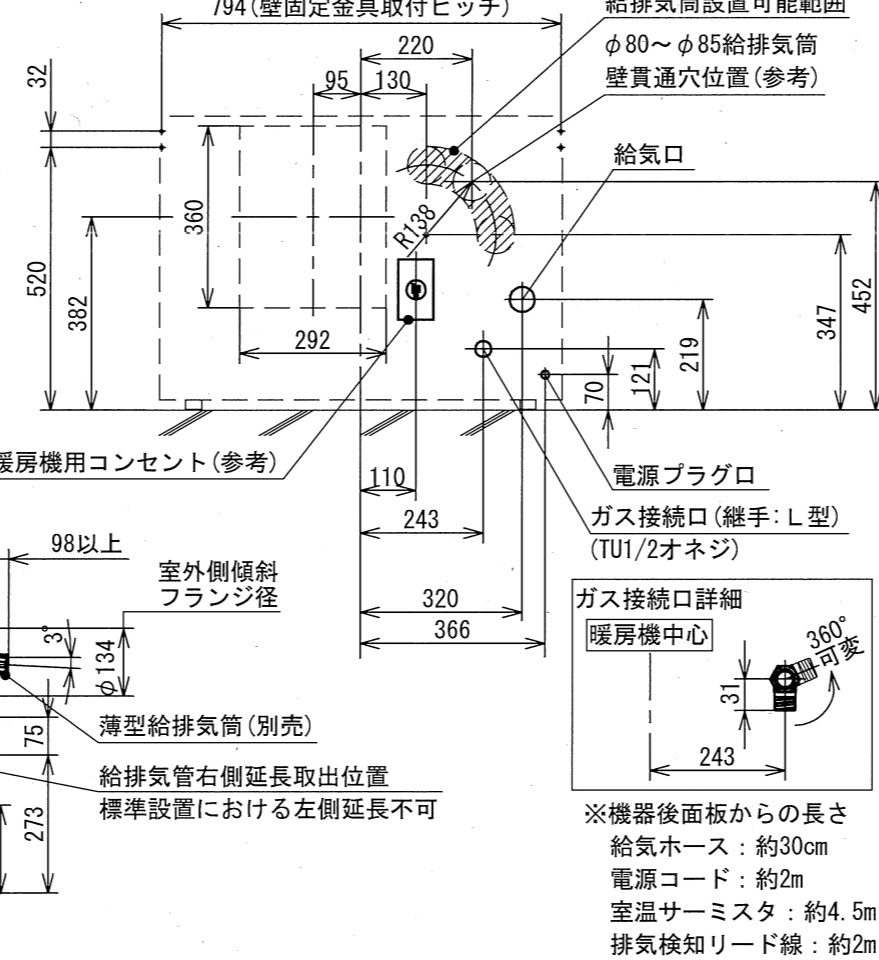 794(壁固定金具取付ピッチ)
給排気筒設置可能範囲
φ80～φ85給排気筒
壁貫通穴位置(参考)
220
95
130
32
給気口
360
R138
520
382
292
347
452
219
121
70
暖房機用コンセント(参考)
110
電源プラグ口
243
ガス接続口(継手:L型)
(TU1/2オネジ)
98以上
室外側傾斜
フランジ径
320
366
3°
φ134
ガス接続口詳細
暖房機中心
360°
可変
31
243
薄型給排気筒(別売)
75
給排気管右側延長取出位置
標準設置における左側延長不可
273
※機器後面板からの長さ
給気ホース:約30cm
電源コード:約2m
室温サーミスタ:約4.5m
排気検知リード線:約2m